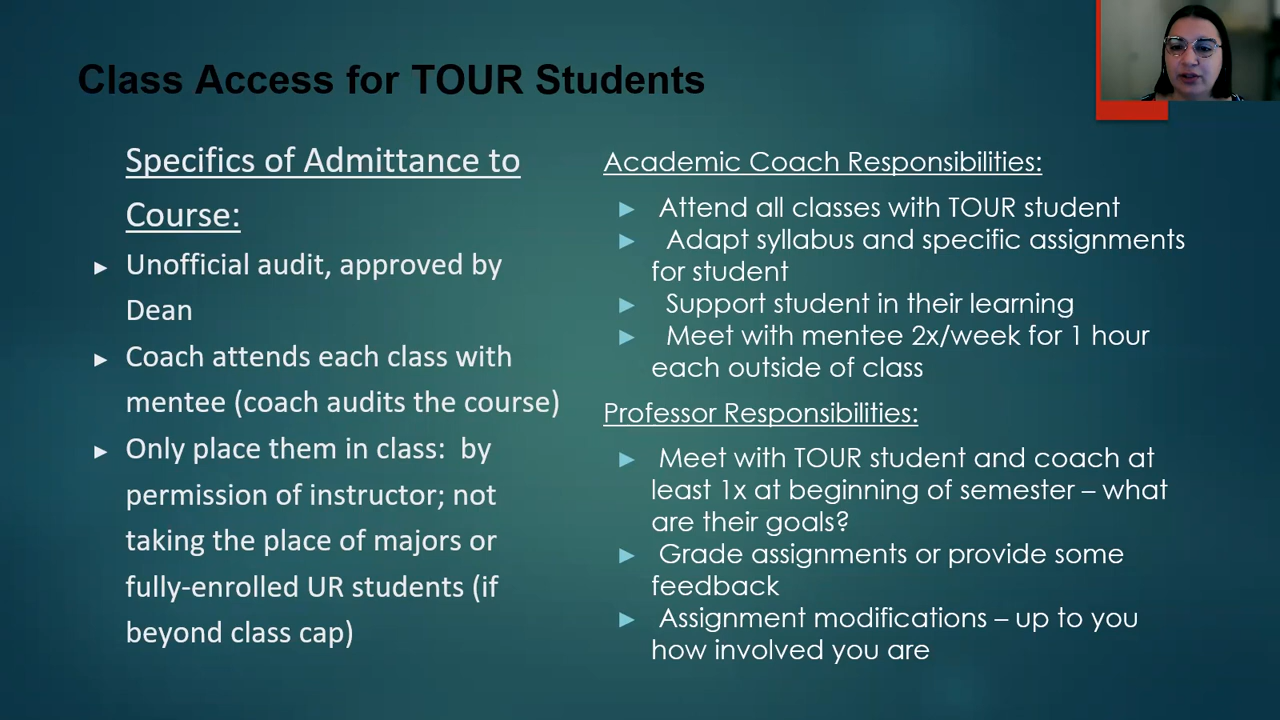 Class Access for TOUR Students
Specifics of Admittance to
Course:
► Unofficial audit, approved by
Dean
► Coach attends each class with
mentee (coach audits the course)
► Only place them in class:  by
permission of instructor; not
taking the place of majors or
fully-enrolled UR students (if
beyond class cap)
Academic Coach Responsibilities:
► Attend all classes with TOUR student
► Adapt syllabus and specific assignments
for student
► Support student in their learning
► Meet with mentee 2x/week for 1 hour
each outside of class
Professor Responsibilities:
► Meet with TOUR student and coach at
least 1x at beginning of semester – what
are their goals?
► Grade assignments or provide some
feedback
► Assignment modifications – up to you
how involved you are